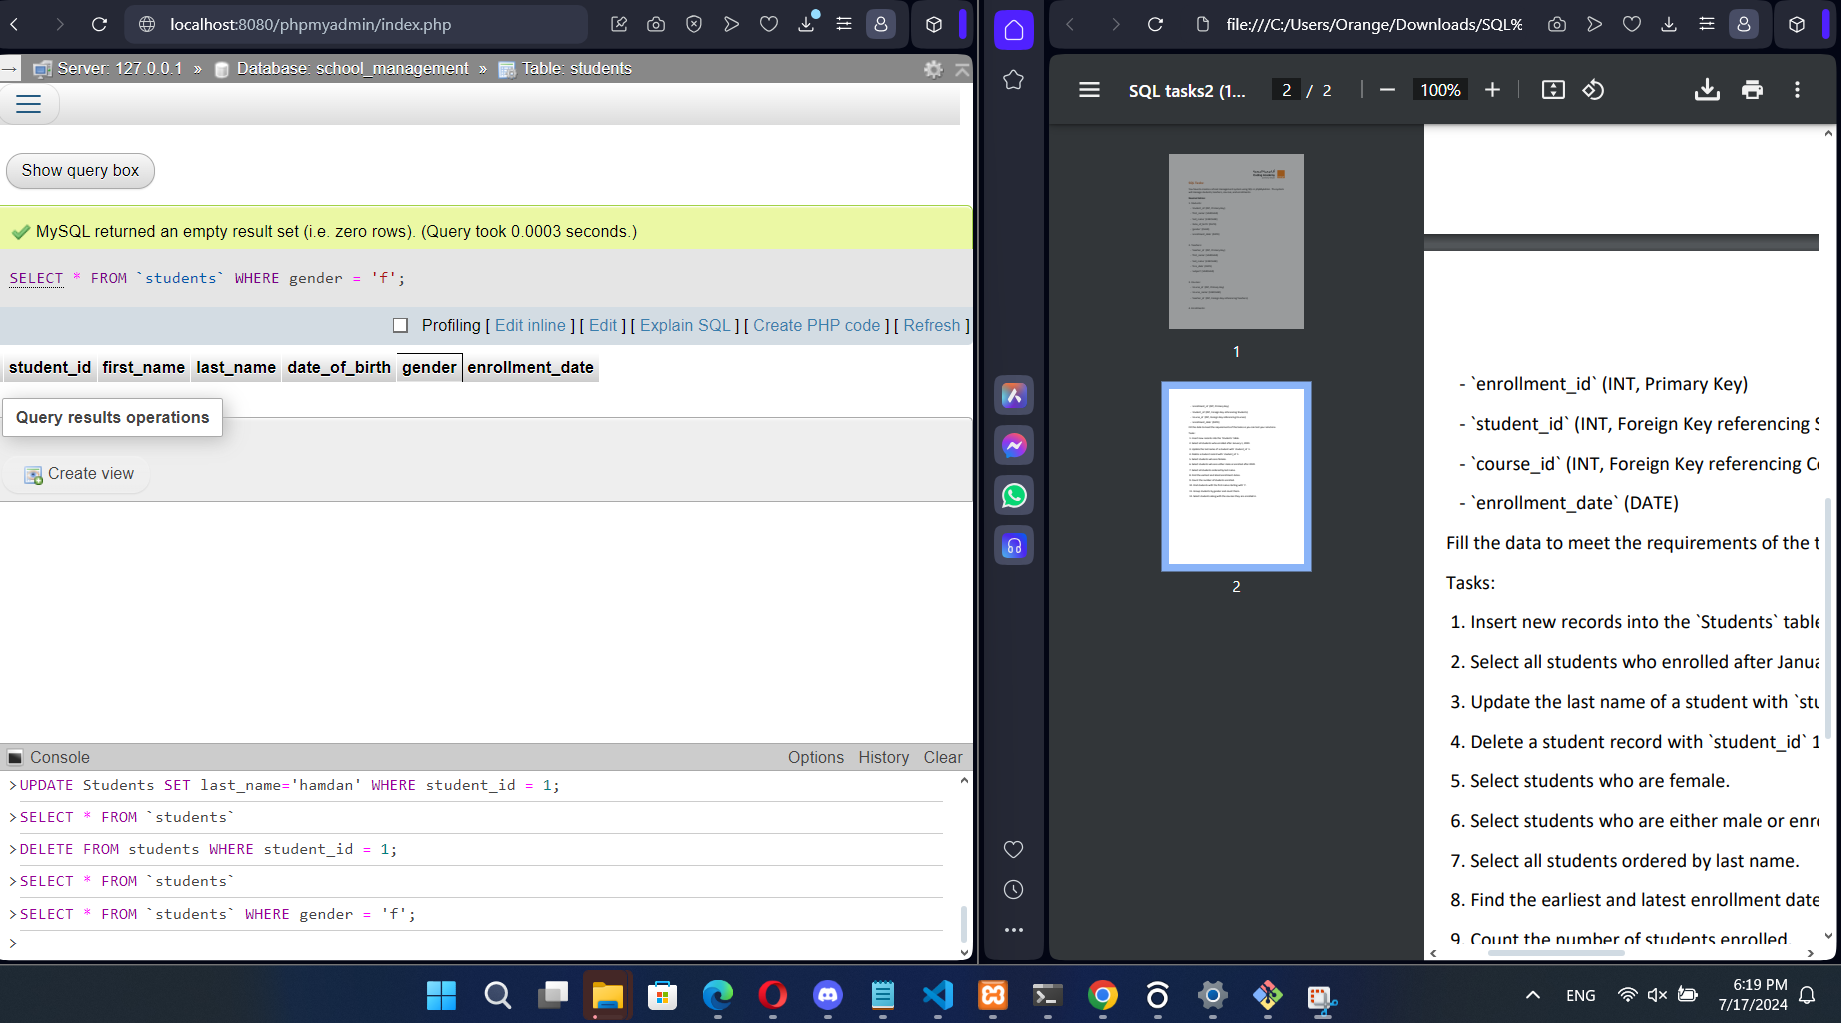 localhost:8080/phpmyadmin/index.php
Server: 127.0.0.1 » Database: school_management » Table: students
Show query box
MySQL returned an empty result set (i.e. zero rows). (Query took 0.0003 seconds.)
SELECT * FROM `students` WHERE gender = 'f';
Profiling [ Edit inline ] [ Edit ] [ Explain SQL ] [ Create PHP code ] [ Refresh ]
student_id first_name last_name date_of_birth gender enrollment_date
Query results operations
Create view
Console Options History Clear
>UPDATE Students SET last_name='hamdan' WHERE student_id = 1;
>SELECT * FROM `students`
>DELETE FROM students WHERE student_id = 1;
>SELECT * FROM `students`
>SELECT * FROM `students` WHERE gender = 'f';
>
file:///C:/Users/Orange/Downloads/SQL%
SQL tasks2 (1... 2 / 2 100%
1
2
- `enrollment_id` (INT, Primary Key)
- `student_id` (INT, Foreign Key referencing S
- `course_id` (INT, Foreign Key referencing Co
- `enrollment_date` (DATE)
Fill the data to meet the requirements of the t
Tasks:
1. Insert new records into the `Students` table
2. Select all students who enrolled after Janua
3. Update the last name of a student with `stu
4. Delete a student record with `student_id` 1
5. Select students who are female.
6. Select students who are either male or enro
7. Select all students ordered by last name.
8. Find the earliest and latest enrollment date
9. Count the number of students enrolled.
ENG
6:19 PM
7/17/2024